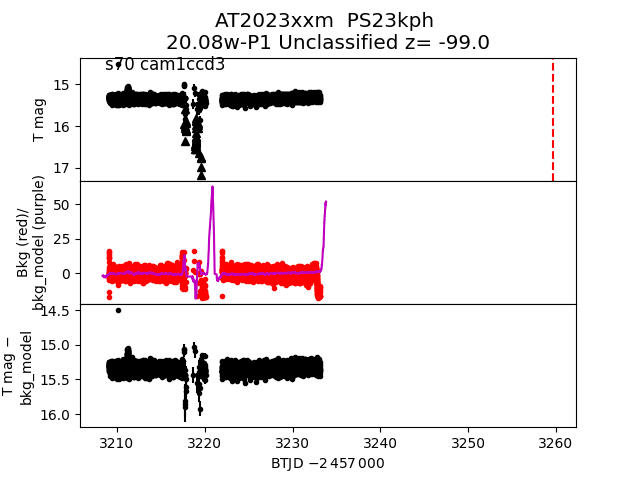 AT2023xxm  PS23kph
20.08w-P1 Unclassified z= -99.0
s70 cam1ccd3
15
16
17
T mag
50
25
0
Bkg (red)/
bkg_model (purple)
14.5
15.0
15.5
16.0
T mag −
bkg_model
3210 3220 3230 3240 3250 3260
BTJD −2 457 000